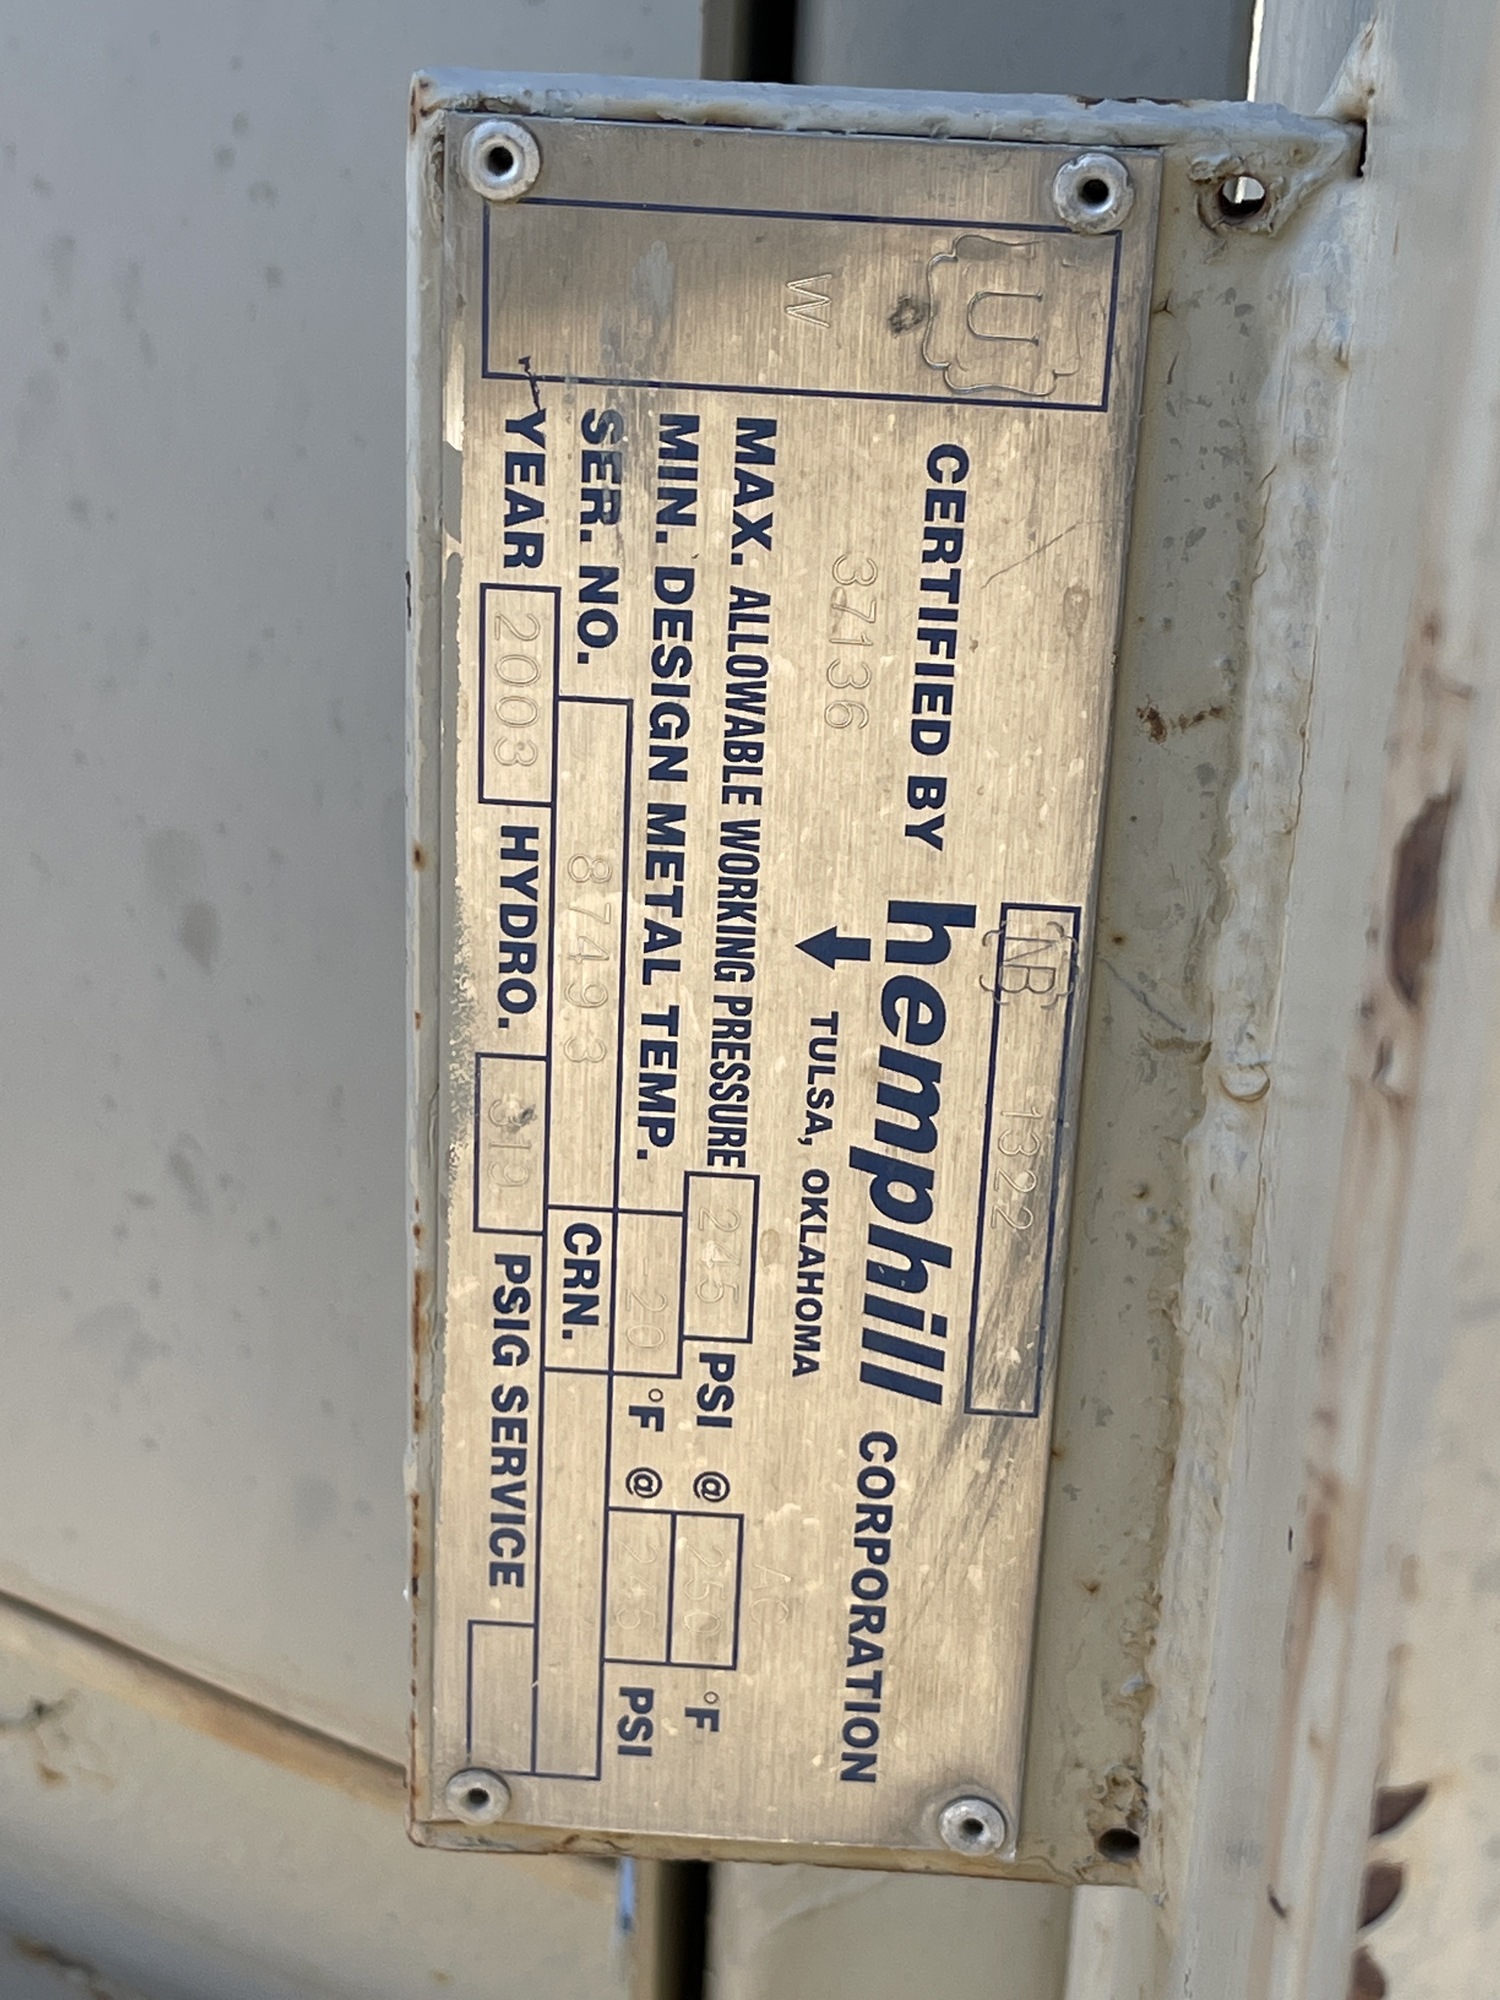 NB 1322
U
CERTIFIED BY hemphill CORPORATION
W
37136
TULSA, OKLAHOMA
AC
MAX. ALLOWABLE WORKING PRESSURE 245 PSI @ 250 °F
MIN. DESIGN METAL TEMP. -20 °F @ 245 PSI
SER. NO. 87493 CRN.
YEAR 2003 HYDRO. 319 PSIG SERVICE